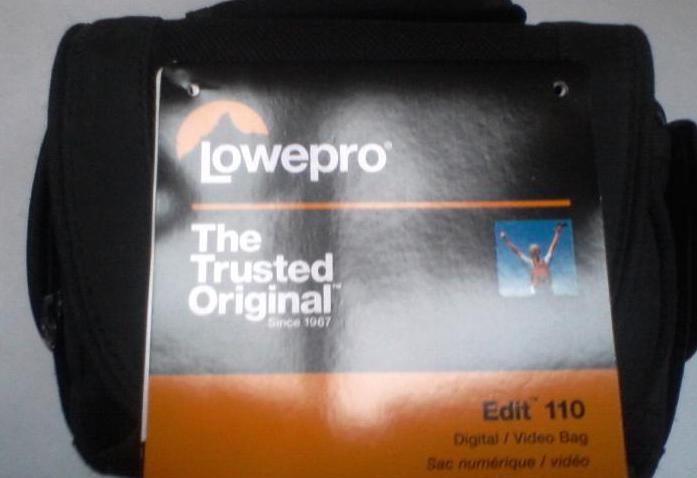 Lowepro®
The
Trusted
Original™
Since 1967
Edit™ 110
Digital / Video Bag
Sac numérique / vidéo